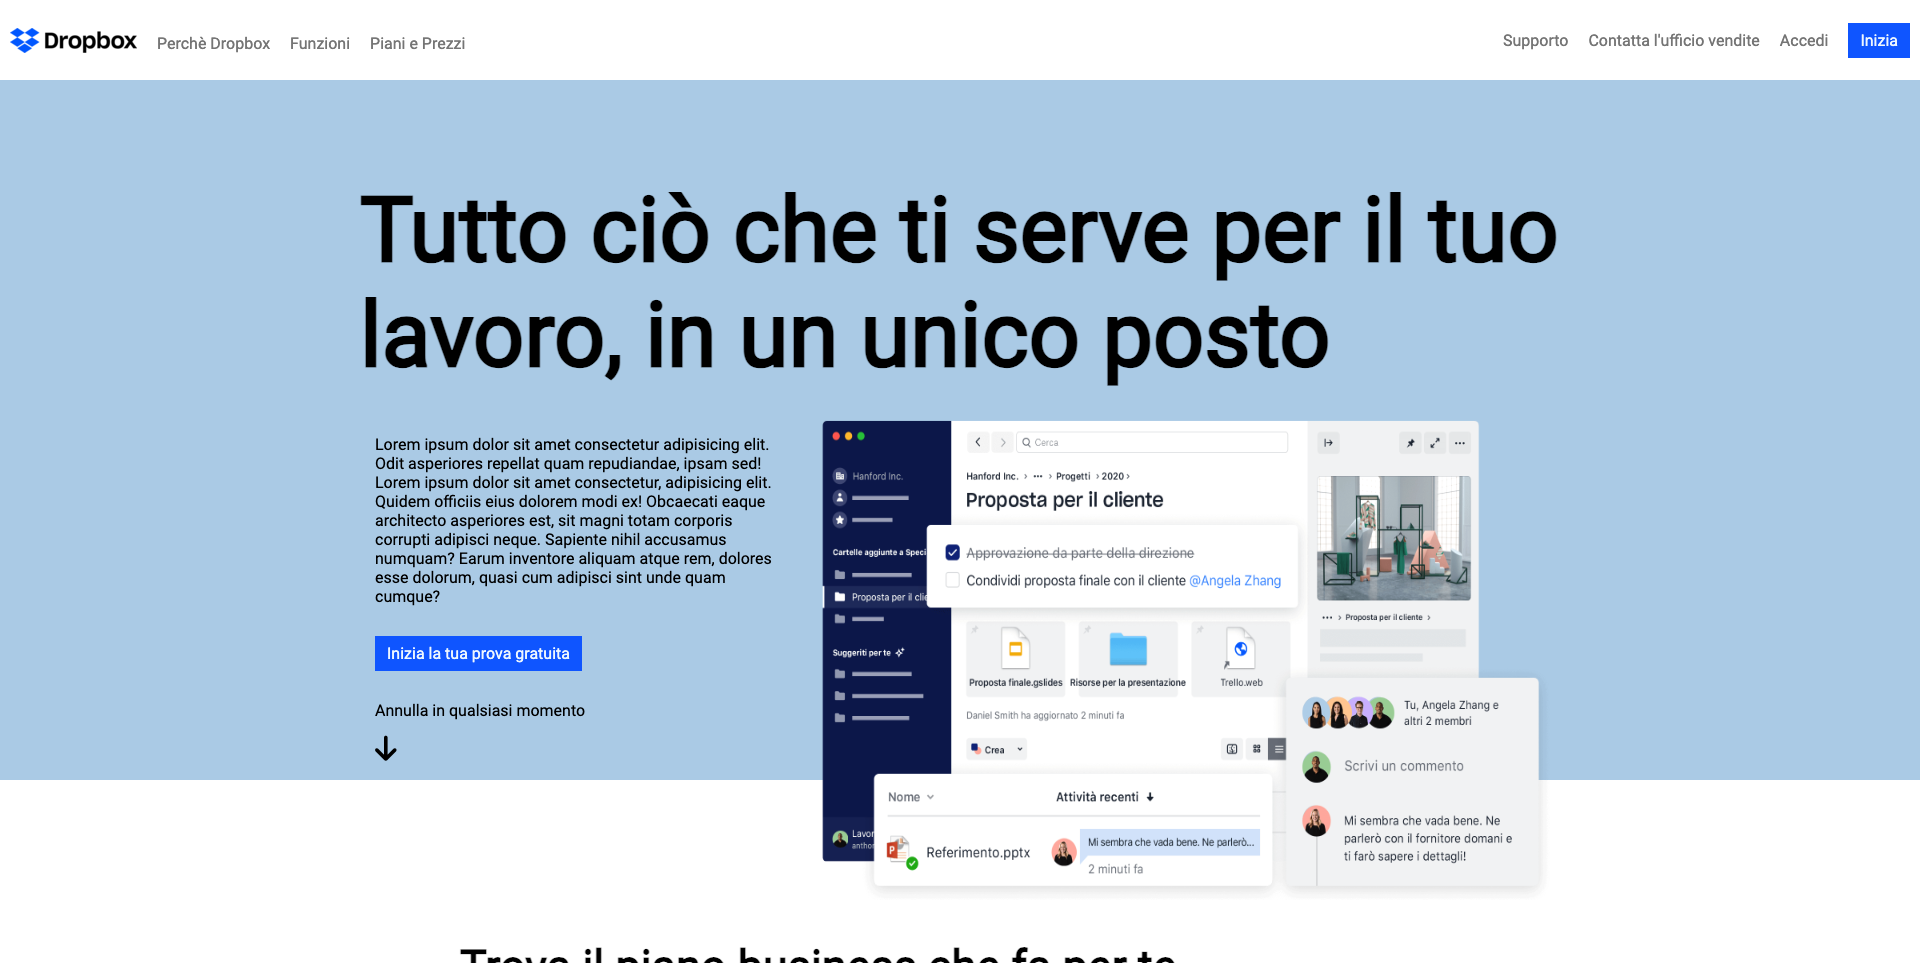 Dropbox
Perchè Dropbox
Funzioni
Piani e Prezzi
Supporto
Contatta l'ufficio vendite
Accedi
Inizia
Tutto ciò che ti serve per il tuo
lavoro, in un unico posto
Lorem ipsum dolor sit amet consectetur adipisicing elit.
Odit asperiores repellat quam repudiandae, ipsam sed!
Lorem ipsum dolor sit amet consectetur, adipisicing elit.
Quidem officiis eius dolorem modi ex! Obcaecati eaque
architecto asperiores est, sit magni totam corporis
corrupti adipisci neque. Sapiente nihil accusamus
numquam? Earum inventore aliquam atque rem, dolores
esse dolorum, quasi cum adipisci sint unde quam
cumque?
Inizia la tua prova gratuita
Annulla in qualsiasi momento
Hanford Inc.
Cartelle aggiunte a Speci
Proposta per il clie
Suggeriti per te
Lavor
anthor
Cerca
Hanford Inc. › ••• › Progetti › 2020 ›
Proposta per il cliente
Approvazione da parte della direzione
Condividi proposta finale con il cliente @Angela Zhang
Proposta finale.gslides
Risorse per la presentazione
Trello.web
Daniel Smith ha aggiornato 2 minuti fa
Crea
Nome
Attività recenti
P
Referimento.pptx
Mi sembra che vada bene. Ne parlerò...
2 minuti fa
••• › Proposta per il cliente ›
Tu, Angela Zhang e
altri 2 membri
Scrivi un commento
Mi sembra che vada bene. Ne
parlerò con il fornitore domani e
ti farò sapere i dettagli!
Trova il piano business che fa per te